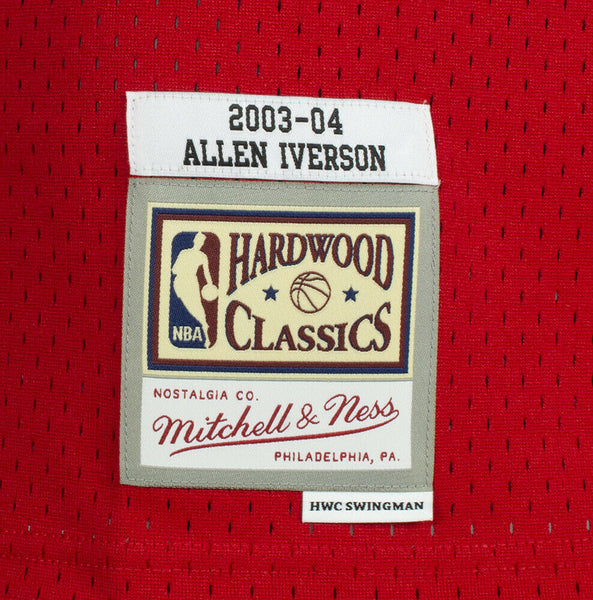 2003-04
ALLEN IVERSON
HARDWOOD
CLASSICS
NBA
NOSTALGIA CO.
Mitchell & Ness
PHILADELPHIA, PA.
HWC SWINGMAN